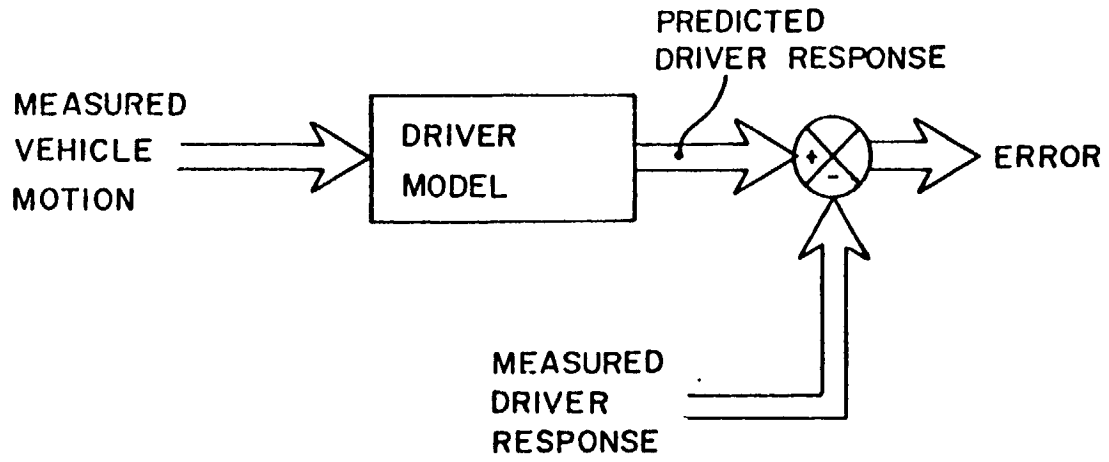 PREDICTED
DRIVER RESPONSE
MEASURED
VEHICLE
MOTION
DRIVER
MODEL
+
-
ERROR
MEASURED
DRIVER
RESPONSE